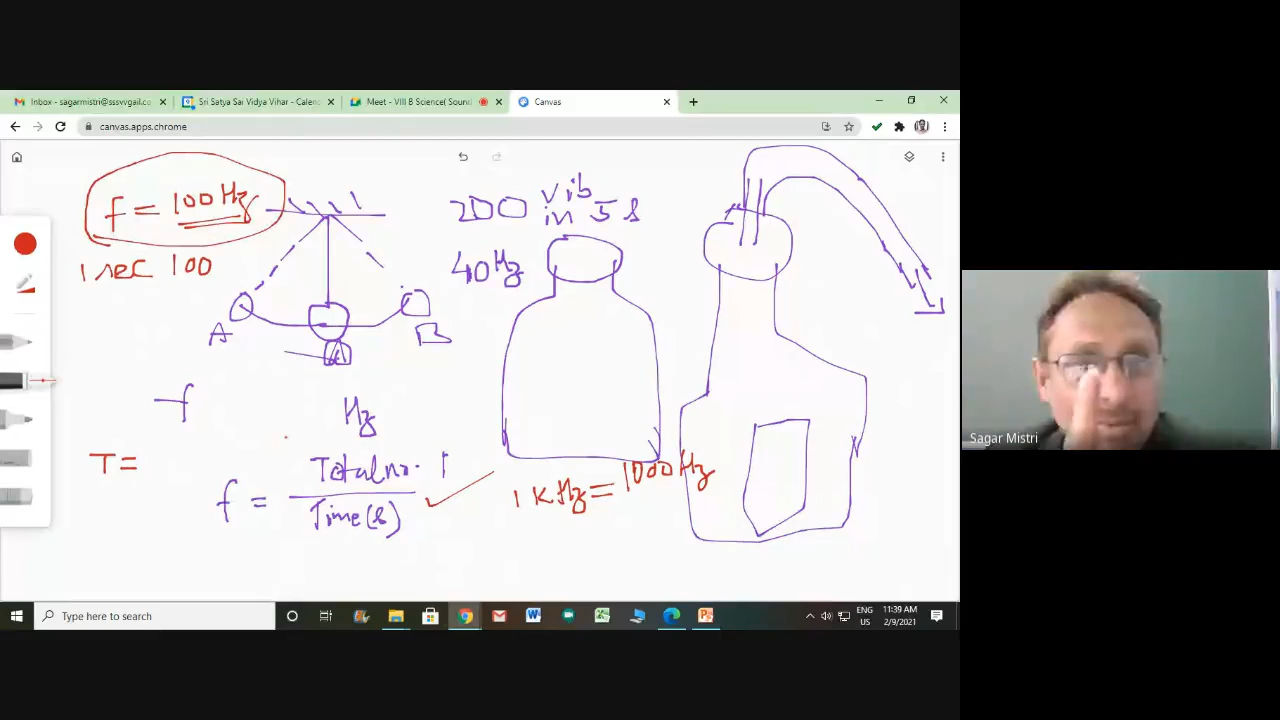 Inbox - sagarmistri@sssvvgail.co
Sri Satya Sai Vidya Vihar - Calenc
Meet - VIII B Science( Sound
Canvas
canvas.apps.chrome
f = 100 Hz
1 sec 100
200 vib
in 5 s
40 Hz
A
B
f
Hz
T =
Total no.
f =
Time (s)
1 KHz = 1000 Hz
Sagar Mistri
Type here to search
ENG
US
11:39 AM
2/9/2021